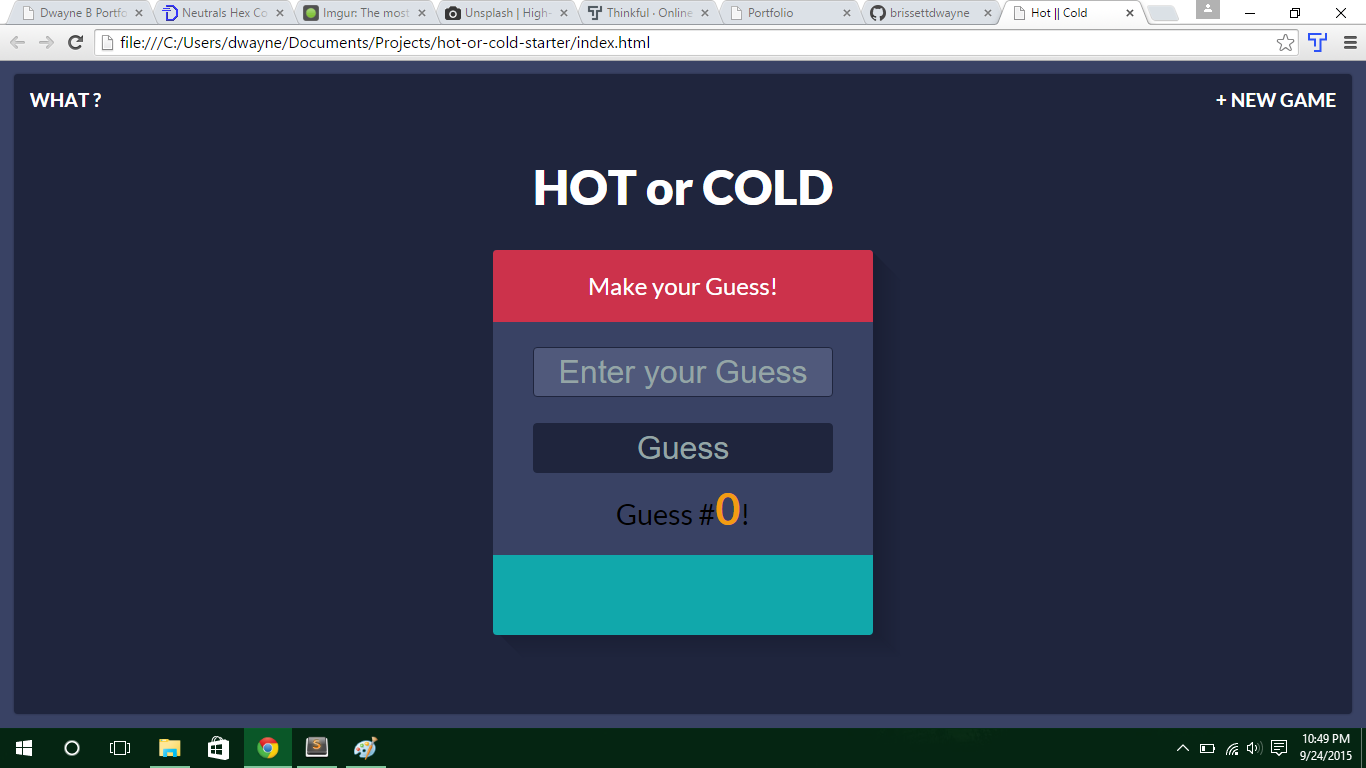 Dwayne B Portfo
Neutrals Hex Co
Imgur: The most
Unsplash | High-
Thinkful · Online
Portfolio
brissettdwayne
Hot || Cold
file:///C:/Users/dwayne/Documents/Projects/hot-or-cold-starter/index.html
WHAT ?
+ NEW GAME
HOT or COLD
Make your Guess!
Enter your Guess
Guess
Guess #0!
10:49 PM
9/24/2015